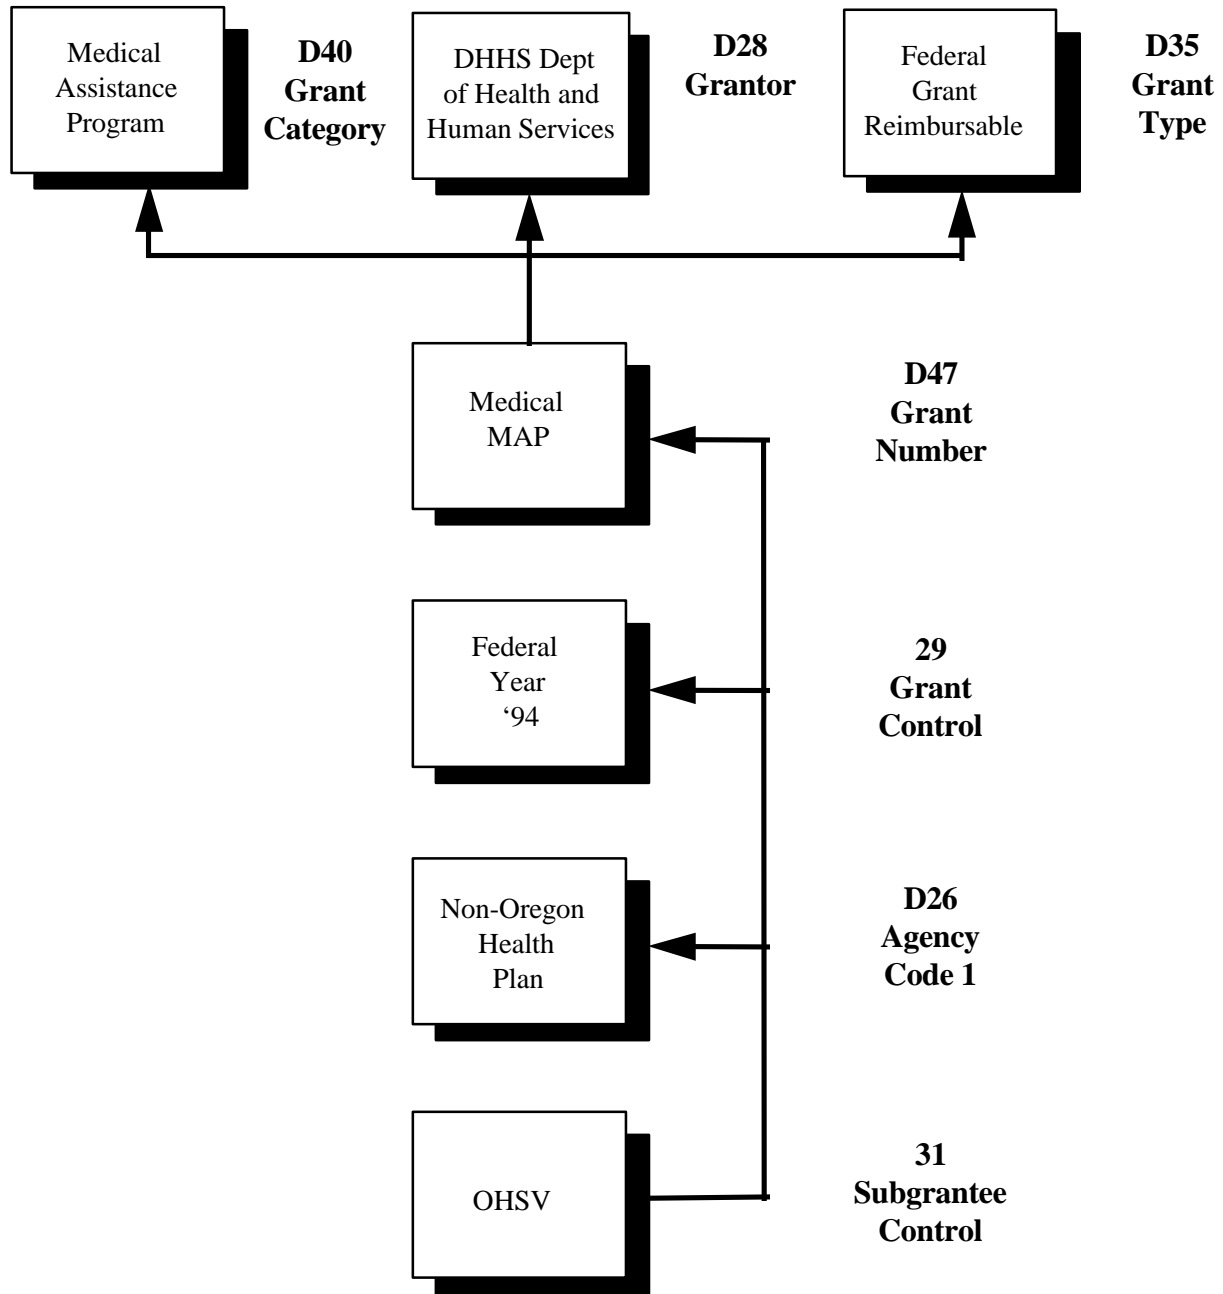 Medical
Assistance
Program
D40
Grant
Category
DHHS Dept
of Health and
Human Services
D28
Grantor
Federal
Grant
Reimbursable
D35
Grant
Type
Medical
MAP
D47
Grant
Number
Federal
Year
‘94
29
Grant
Control
Non-Oregon
Health
Plan
D26
Agency
Code 1
OHSV
31
Subgrantee
Control